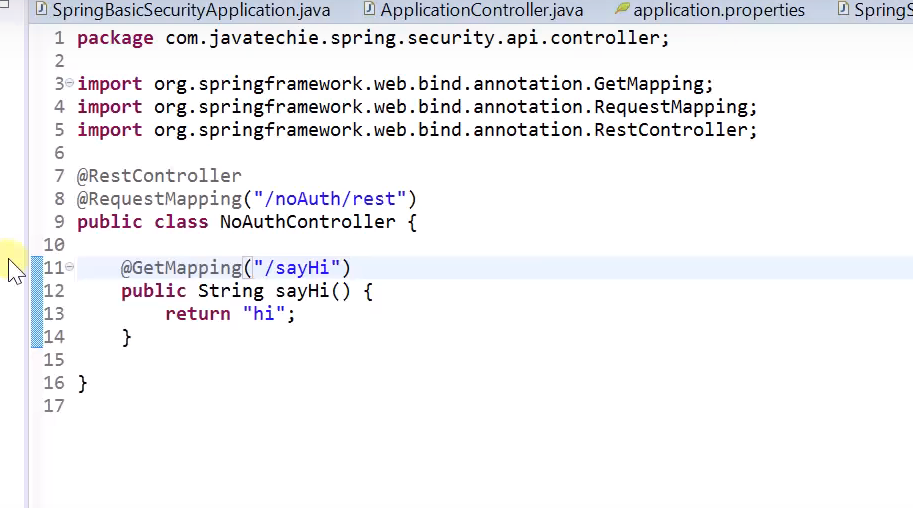 SpringBasicSecurityApplication.java ApplicationController.java application.properties
1 package com.javatechie.spring.security.api.controller;
2
3 import org.springframework.web.bind.annotation.GetMapping;
4 import org.springframework.web.bind.annotation.RequestMapping;
5 import org.springframework.web.bind.annotation.RestController;
6
7 @RestController
8 @RequestMapping("/noAuth/rest")
9 public class NoAuthController {
10
11 @GetMapping("/sayHi")
12 public String sayHi() {
13 return "hi";
14 }
15
16 }
17